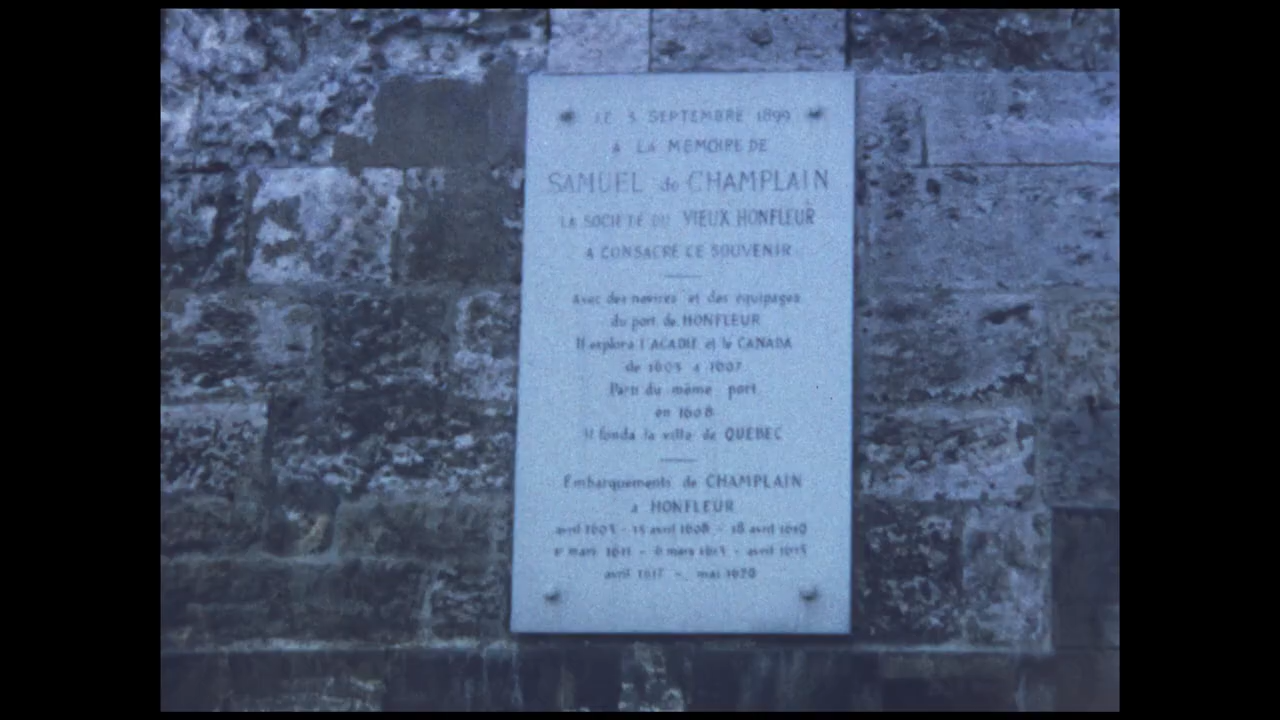 LE 3 SEPTEMBRE 1899
A LA MEMOIRE DE
SAMUEL de CHAMPLAIN
LA SOCIETE DU VIEUX HONFLEUR
A CONSACRE CE SOUVENIR
Avec des navires et des équipages
du port de HONFLEUR
Il explora l'ACADIE et le CANADA
de 1603 à 1607
Parti du même port
en 1608
Il fonda la ville de QUEBEC
Embarquements de CHAMPLAIN
à HONFLEUR
avril 1603 - 13 avril 1608 - 18 avril 1610
1er mars 1611 - 6 mars 1613 - avril 1615
avril 1617 - mai 1620